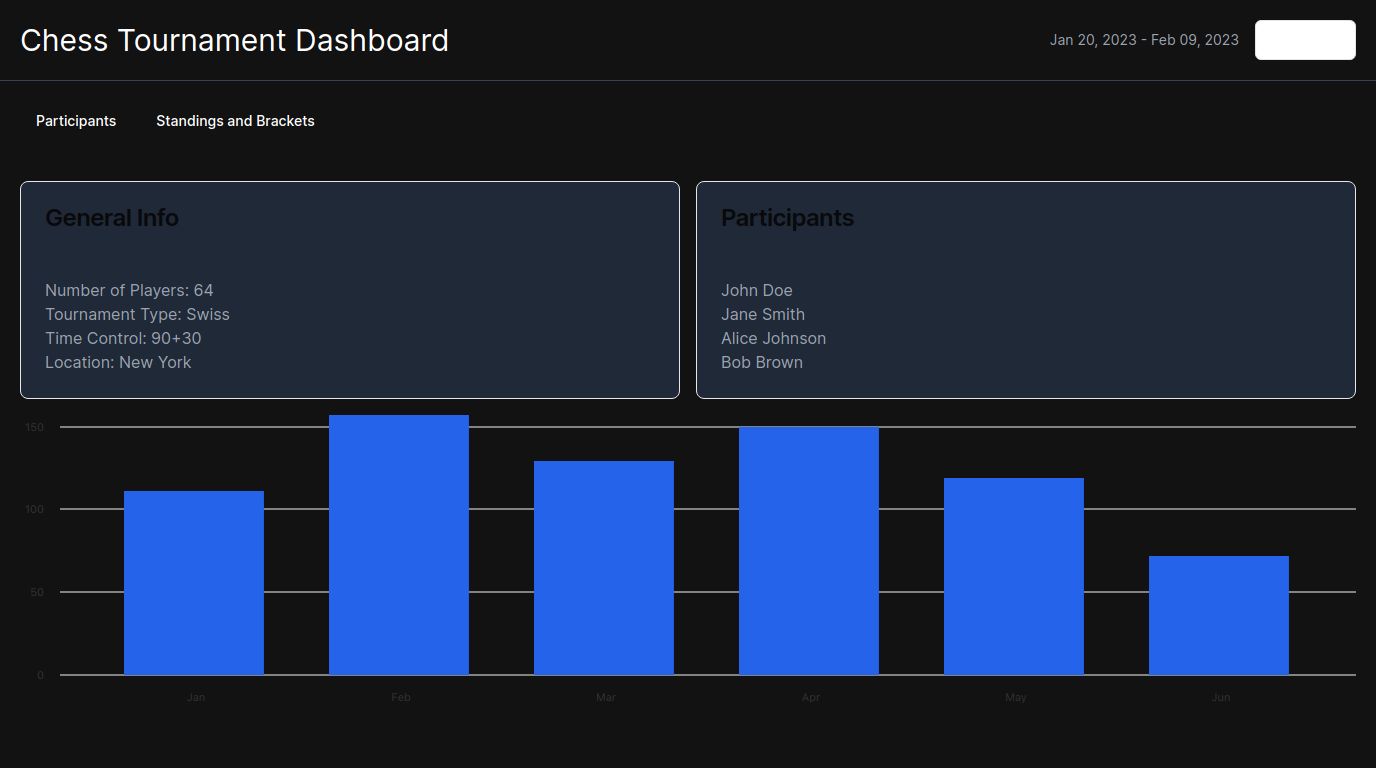 Chess Tournament Dashboard
Jan 20, 2023 - Feb 09, 2023
Participants
Standings and Brackets
General Info
Number of Players: 64
Tournament Type: Swiss
Time Control: 90+30
Location: New York
Participants
John Doe
Jane Smith
Alice Johnson
Bob Brown
150
100
50
0
Jan Feb Mar Apr May Jun